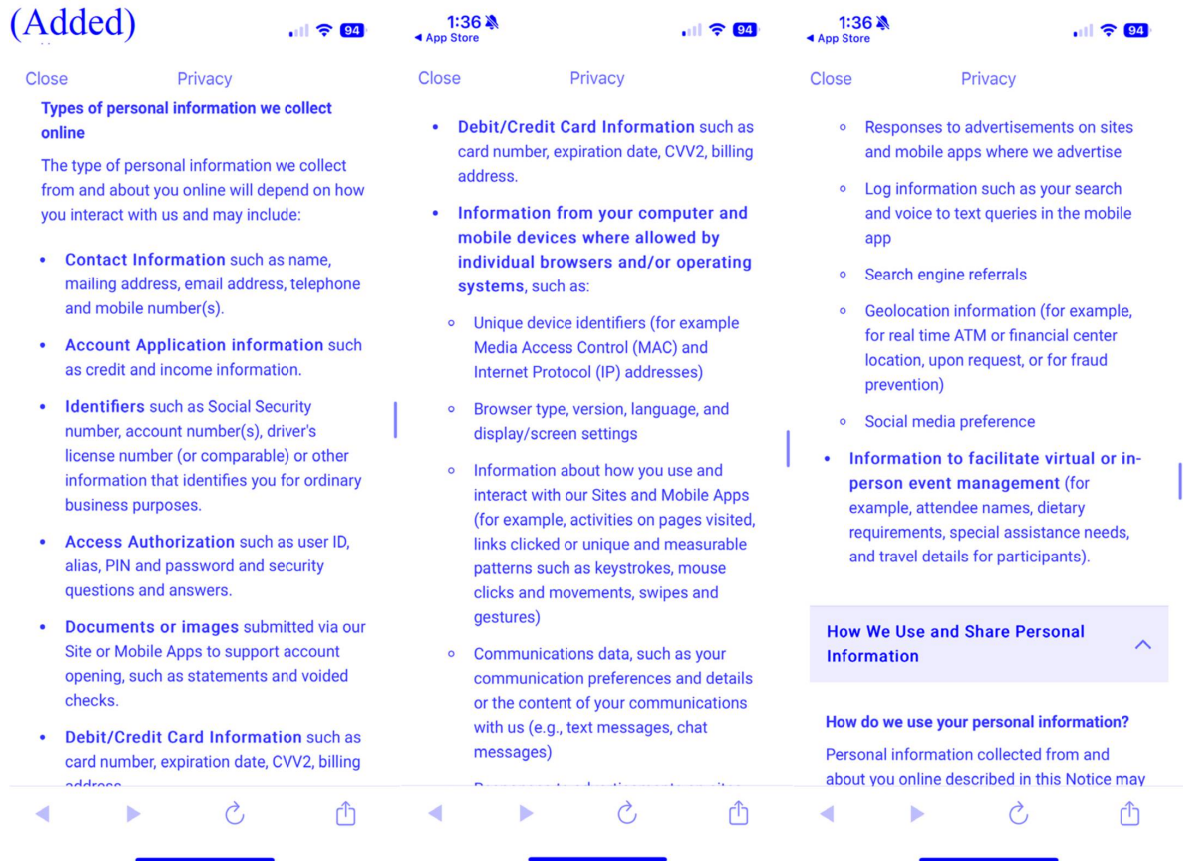 (Added)
94
Close Privacy
Types of personal information we collect
online
The type of personal information we collect
from and about you online will depend on how
you interact with us and may include:
• Contact Information such as name,
mailing address, email address, telephone
and mobile number(s).
• Account Application information such
as credit and income information.
• Identifiers such as Social Security
number, account number(s), driver's
license number (or comparable) or other
information that identifies you for ordinary
business purposes.
• Access Authorization such as user ID,
alias, PIN and password and security
questions and answers.
• Documents or images submitted via our
Site or Mobile Apps to support account
opening, such as statements and voided
checks.
• Debit/Credit Card Information such as
card number, expiration date, CVV2, billing
address
1:36
◀ App Store
94
Close Privacy
• Debit/Credit Card Information such as
card number, expiration date, CVV2, billing
address.
• Information from your computer and
mobile devices where allowed by
individual browsers and/or operating
systems, such as:
○ Unique device identifiers (for example
Media Access Control (MAC) and
Internet Protocol (IP) addresses)
○ Browser type, version, language, and
display/screen settings
○ Information about how you use and
interact with our Sites and Mobile Apps
(for example, activities on pages visited,
links clicked or unique and measurable
patterns such as keystrokes, mouse
clicks and movements, swipes and
gestures)
○ Communications data, such as your
communication preferences and details
or the content of your communications
with us (e.g., text messages, chat
messages)
1:36
◀ App Store
94
Close Privacy
○ Responses to advertisements on sites
and mobile apps where we advertise
○ Log information such as your search
and voice to text queries in the mobile
app
○ Search engine referrals
○ Geolocation information (for example,
for real time ATM or financial center
location, upon request, or for fraud
prevention)
○ Social media preference
• Information to facilitate virtual or in-
person event management (for
example, attendee names, dietary
requirements, special assistance needs,
and travel details for participants).
How We Use and Share Personal
Information
How do we use your personal information?
Personal information collected from and
about you online described in this Notice may